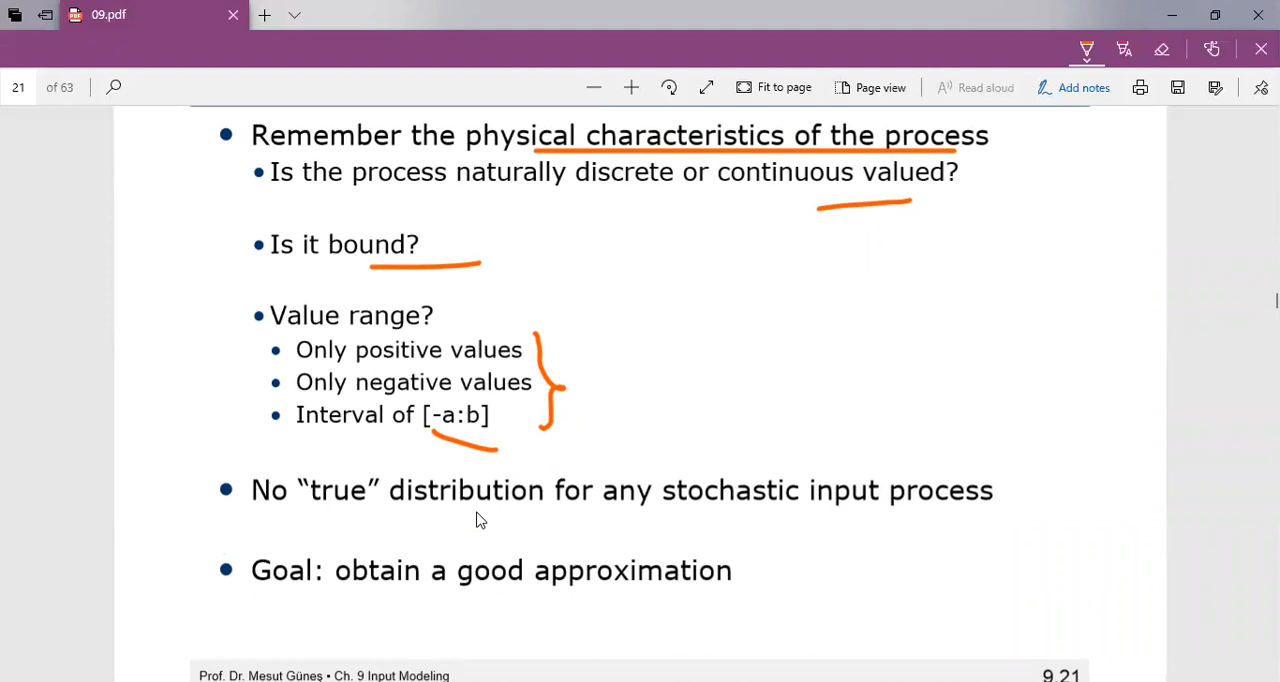 09.pdf
21 of 63
Fit to page
Page view
Read aloud
Add notes
• Remember the physical characteristics of the process
• Is the process naturally discrete or continuous valued?
• Is it bound?
• Value range?
• Only positive values
• Only negative values
• Interval of [-a:b]
• No “true” distribution for any stochastic input process
• Goal: obtain a good approximation
Prof. Dr. Mesut Güneş • Ch. 9 Input Modeling
9.21